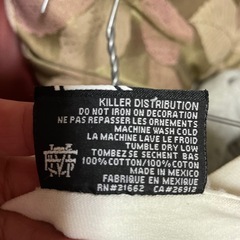 KILLER DISTRIBUTION
DO NOT IRON ON DECORATION
NE PAS REPASSER LES ORNEMENTS
MACHINE WASH COLD
LA MACHINE LAVE LE FROID
TUMBLE DRY LOW
TOMBEZ SE SECHENT BAS
100% COTTON/100% COTON
MADE IN MEXICO
FABRIQUE EN MEXIQUE
RN#21662 CA#26912